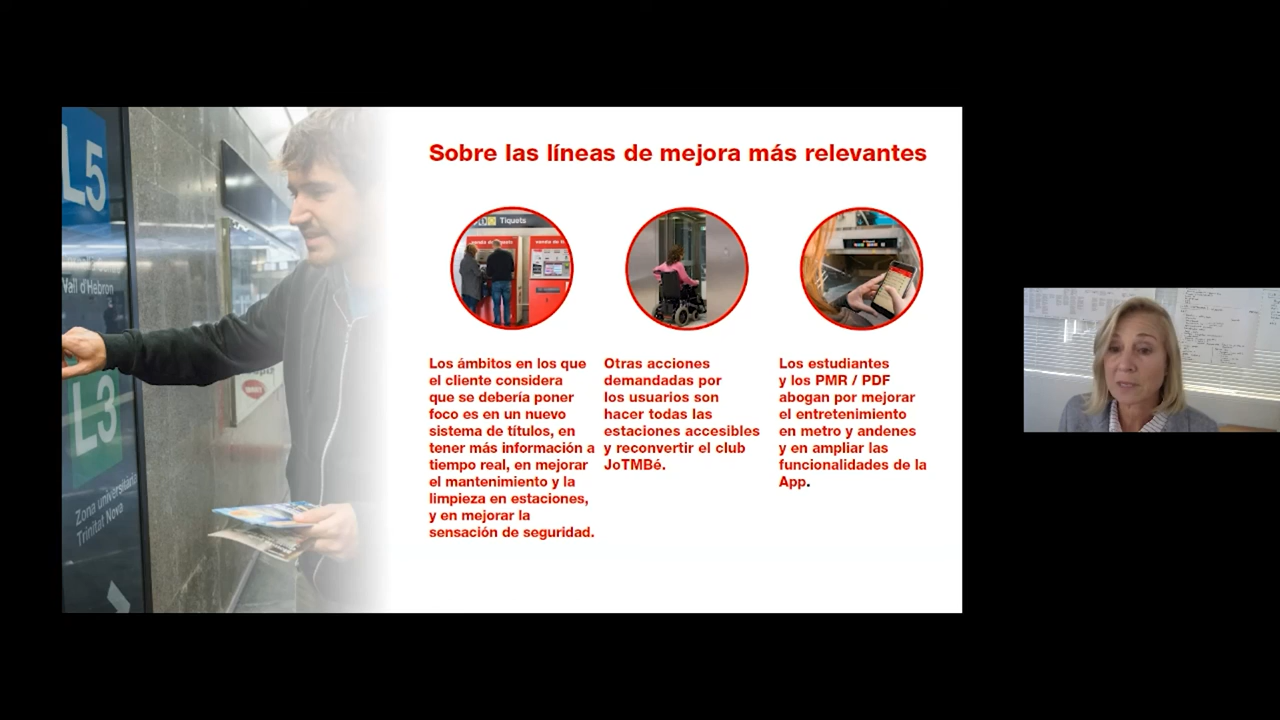 Sobre las líneas de mejora más relevantes
L5
Vall d'Hebron
L3
Zona universitària
Trinitat Nova
Tiquets
Los ámbitos en los que
el cliente considera
que se debería poner
foco es en un nuevo
sistema de títulos, en
tener más información a
tiempo real, en mejorar
el mantenimiento y la
limpieza en estaciones,
y en mejorar la
sensación de seguridad.
Otras acciones
demandadas por
los usuarios son
hacer todas las
estaciones accesibles
y reconvertir el club
JoTMBé.
Los estudiantes
y los PMR / PDF
abogan por mejorar
el entretenimiento
en metro y andenes
y en ampliar las
funcionalidades de la
App.